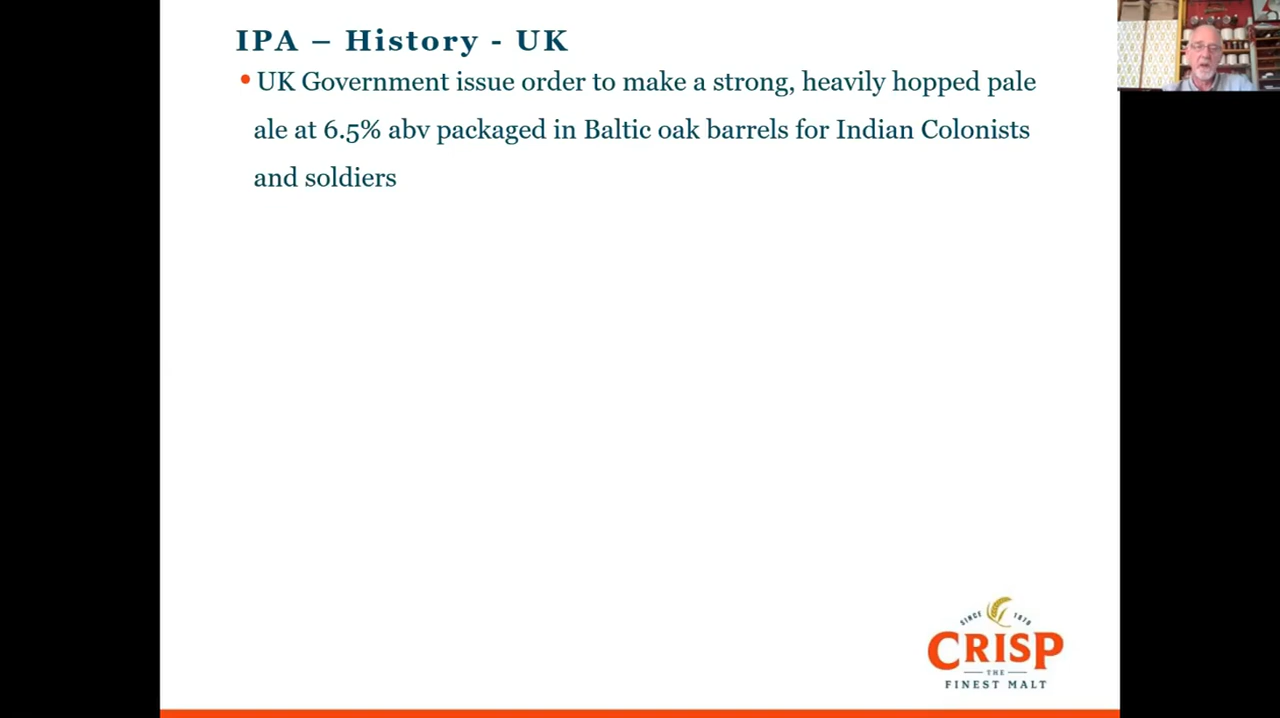 IPA – History - UK
• UK Government issue order to make a strong, heavily hopped pale
ale at 6.5% abv packaged in Baltic oak barrels for Indian Colonists
and soldiers
SINCE 1870
CRISP
THE
FINEST MALT